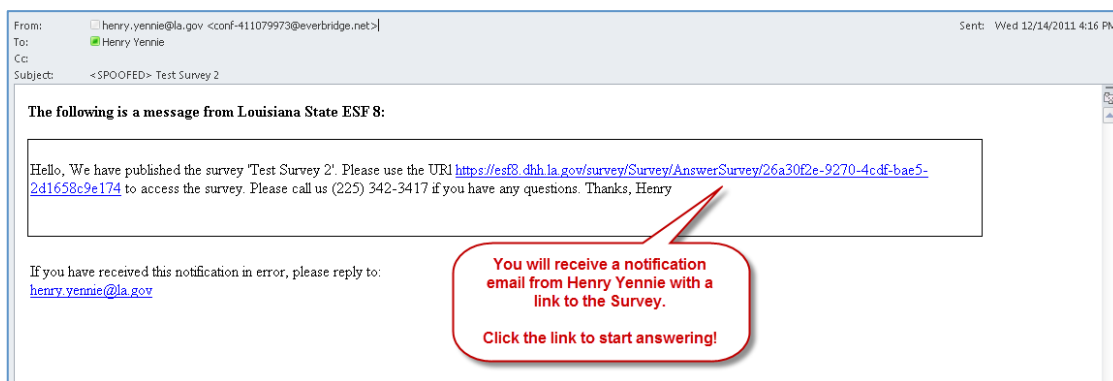 From: henry.yennie@la.gov <conf-411079973@everbridge.net> Sent: Wed 12/14/2011 4:16 PM
To: Henry Yennie
Cc:
Subject: <SPOOFED> Test Survey 2
The following is a message from Louisiana State ESF 8:
Hello, We have published the survey 'Test Survey 2'. Please use the URl https://esf8.dhh.la.gov/survey/Survey/AnswerSurvey/26a30f2e-9270-4cdf-bae5-
2d1658c9e174 to access the survey. Please call us (225) 342-3417 if you have any questions. Thanks, Henry
If you have received this notification in error, please reply to:
henry.yennie@la.gov
You will receive a notification
email from Henry Yennie with a
link to the Survey.
Click the link to start answering!